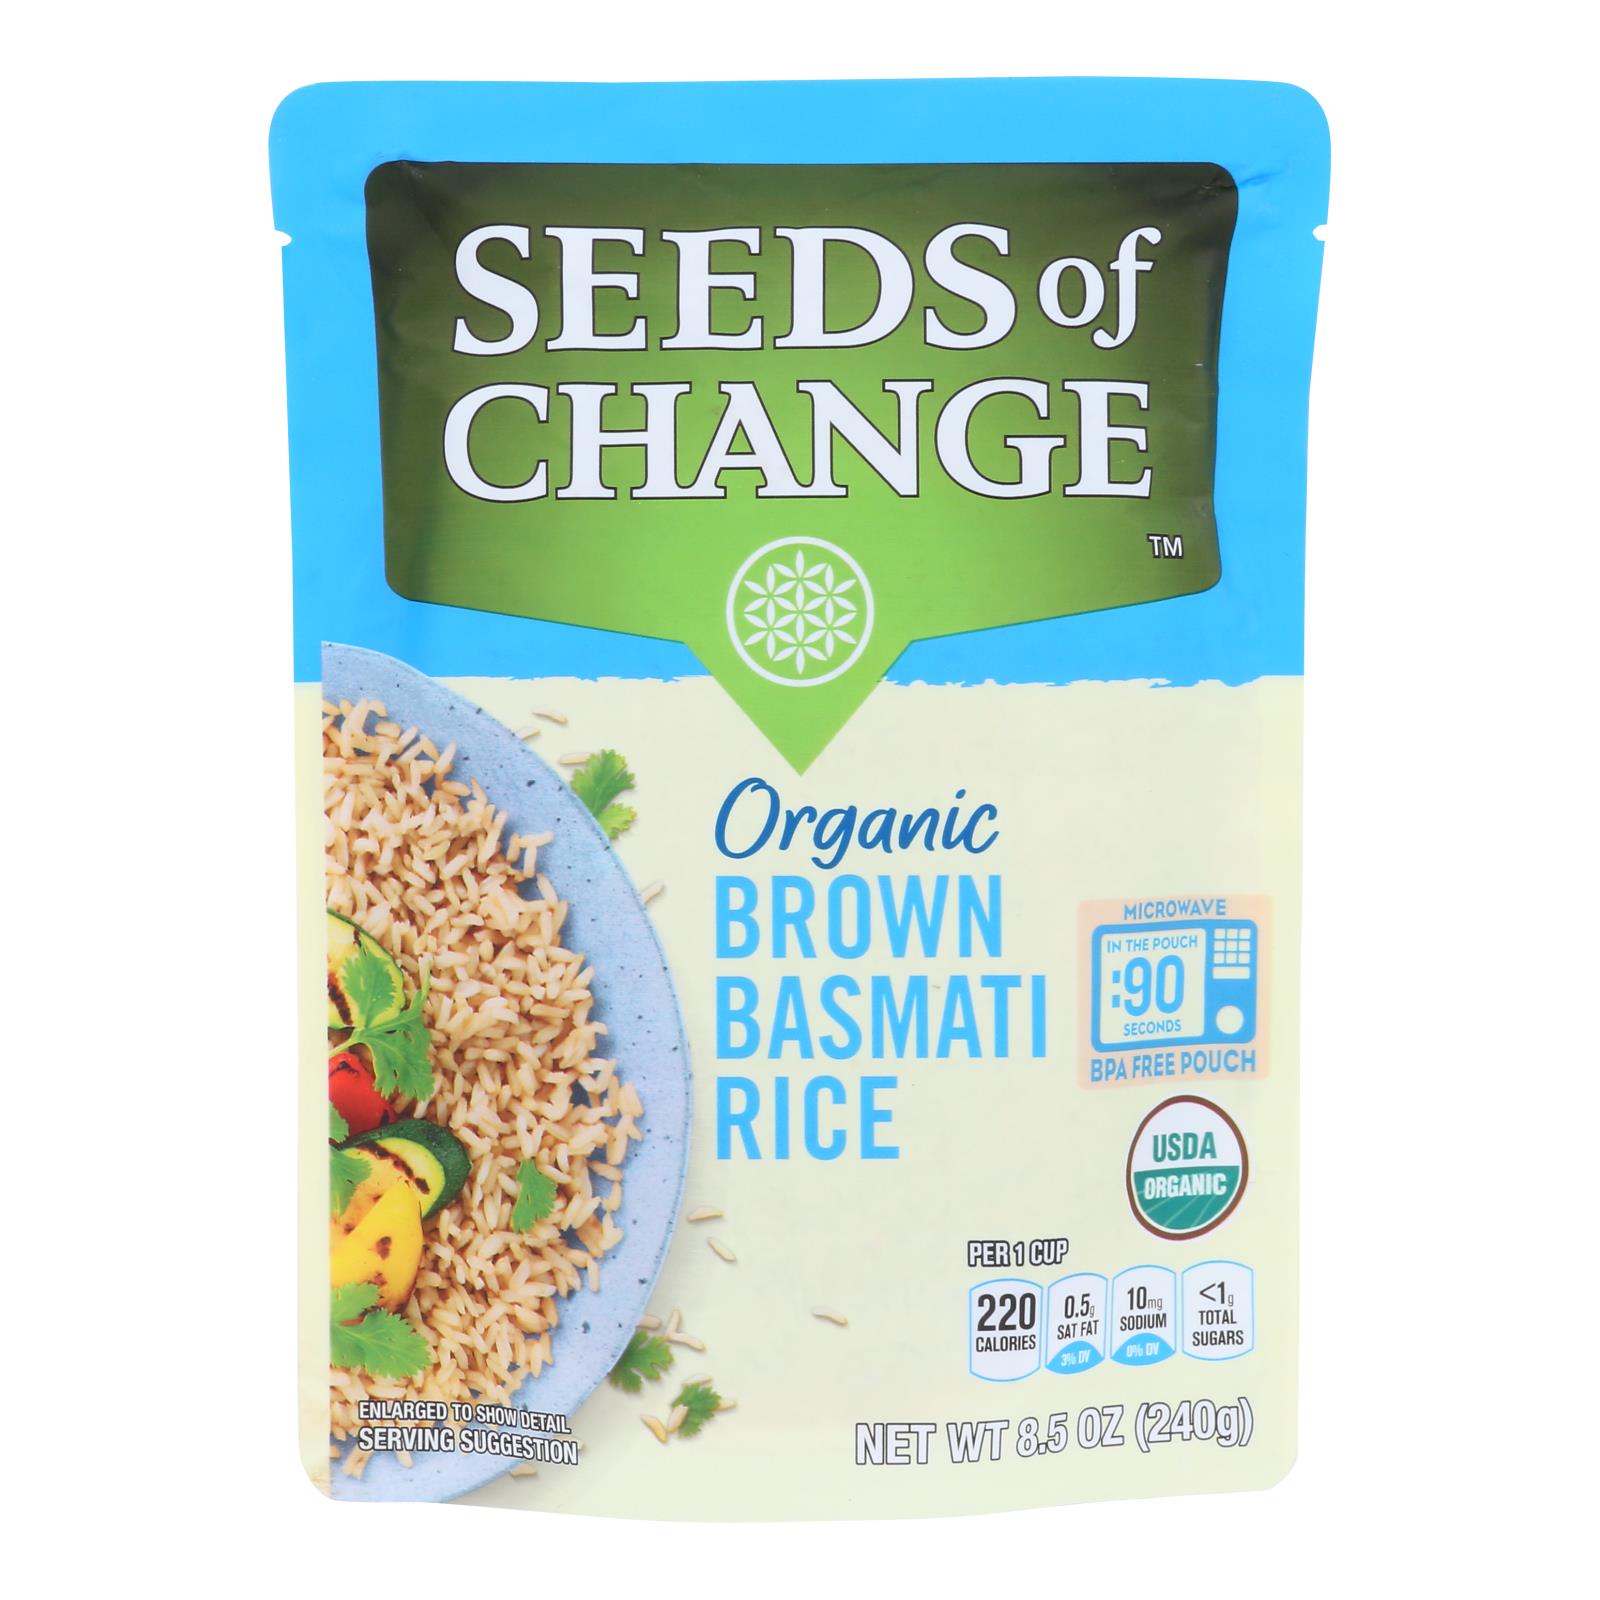 SEEDS of
CHANGE
TM
Organic
BROWN
BASMATI
RICE
MICROWAVE
IN THE POUCH
:90
SECONDS
BPA FREE POUCH
USDA
ORGANIC
PER 1 CUP
220
CALORIES
0.5g
SAT FAT
3% DV
10mg
SODIUM
0% DV
<1g
TOTAL
SUGARS
ENLARGED TO SHOW DETAIL
SERVING SUGGESTION
NET WT 8.5 OZ (240g)